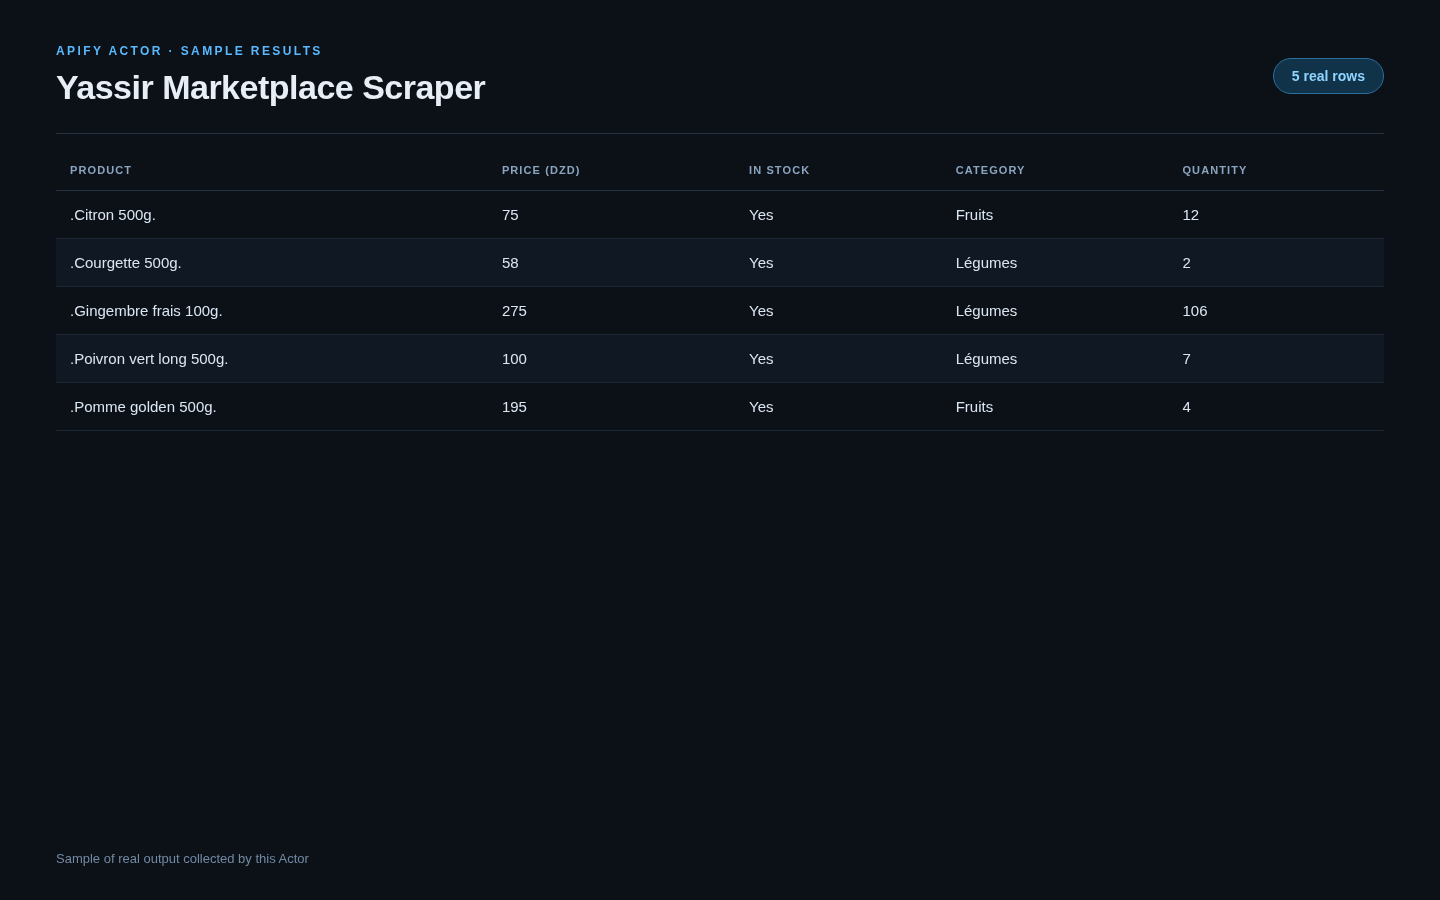 APIFY ACTOR · SAMPLE RESULTS
Yassir Marketplace Scraper
5 real rows
PRODUCT PRICE (DZD) IN STOCK CATEGORY QUANTITY
.Citron 500g. 75 Yes Fruits 12
.Courgette 500g. 58 Yes Légumes 2
.Gingembre frais 100g. 275 Yes Légumes 106
.Poivron vert long 500g. 100 Yes Légumes 7
.Pomme golden 500g. 195 Yes Fruits 4
Sample of real output collected by this Actor